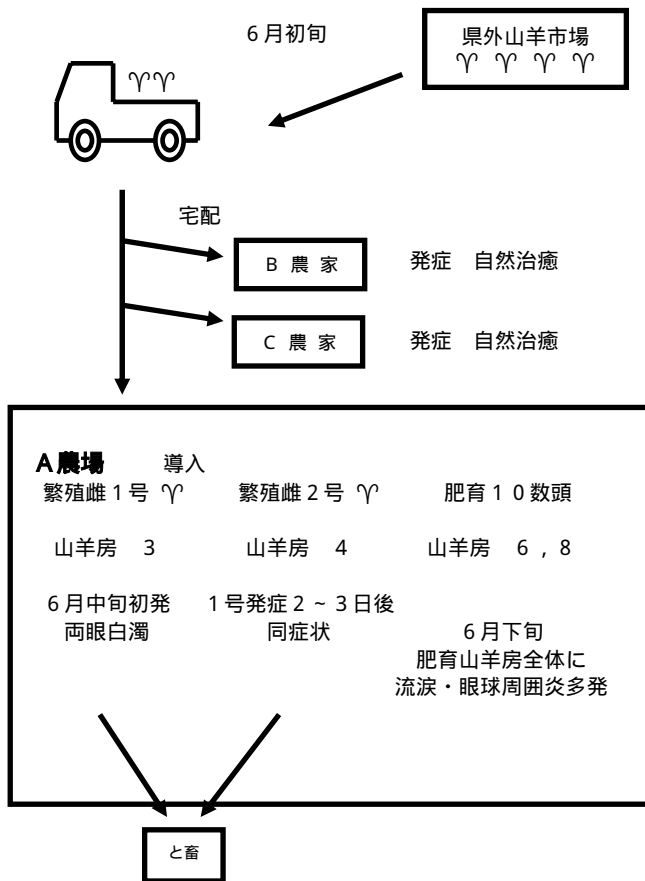 6月初旬
県外山羊市場
♈ ♈ ♈ ♈
♈♈
宅配
B 農 家
発症 自然治癒
C 農 家
発症 自然治癒
A農場 導入
繁殖雌1号 ♈ 繁殖雌2号 ♈ 肥育10数頭
山羊房 3 山羊房 4 山羊房 6,8
6月中旬初発
両眼白濁
1号発症2~3日後
同症状
6月下旬
肥育山羊房全体に
流涙・眼球周囲炎多発
と畜